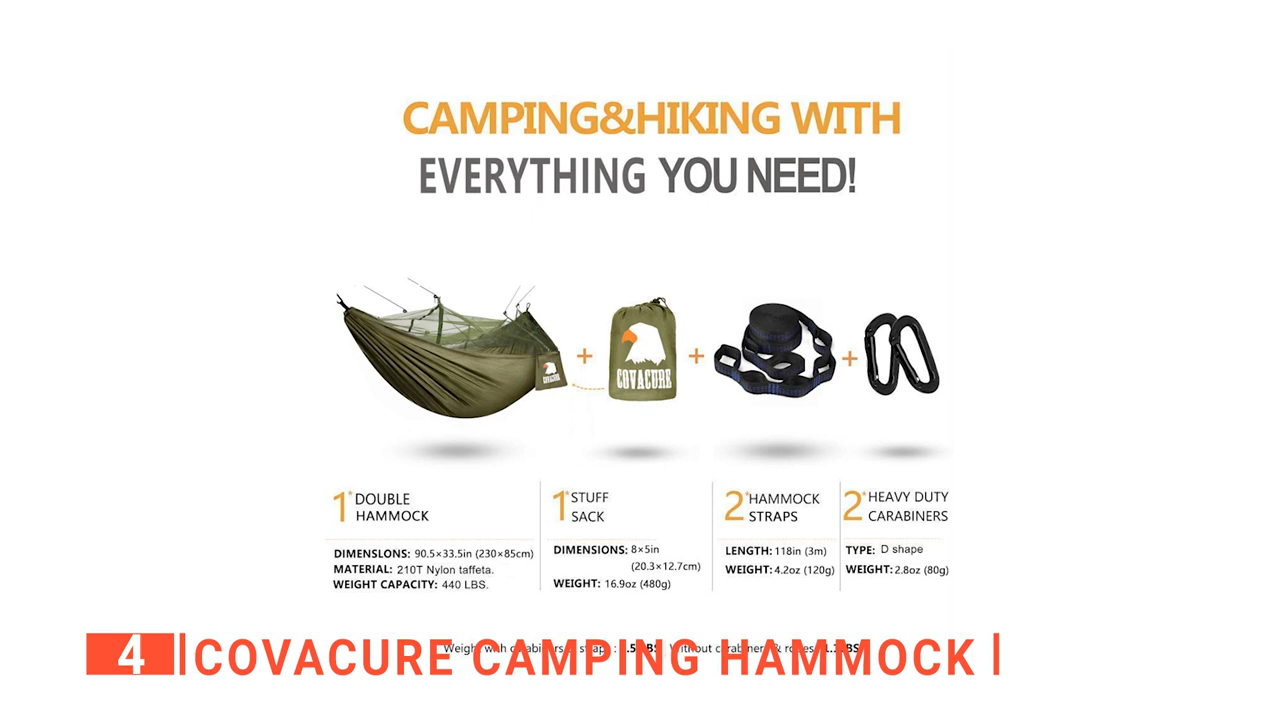 CAMPING&HIKING WITH
EVERYTHING YOU NEED!
COVACURE
COVACURE
1* DOUBLE
HAMMOCK
DIMENSLONS: 90.5×33.5in (230×85cm)
MATERIAL: 210T Nylon taffeta.
WEIGHT CAPACITY: 440 LBS.
1* STUFF
SACK
DIMENSIONS: 8×5in
(20.3×12.7cm)
WEIGHT: 16.9oz (480g)
2* HAMMOCK
STRAPS
LENGTH: 118in (3m)
WEIGHT: 4.2oz (120g)
2* HEAVY DUTY
CARABINERS
TYPE: D shape
WEIGHT: 2.8oz (80g)
Weight with Without
4 COVACURE CAMPING HAMMOCK